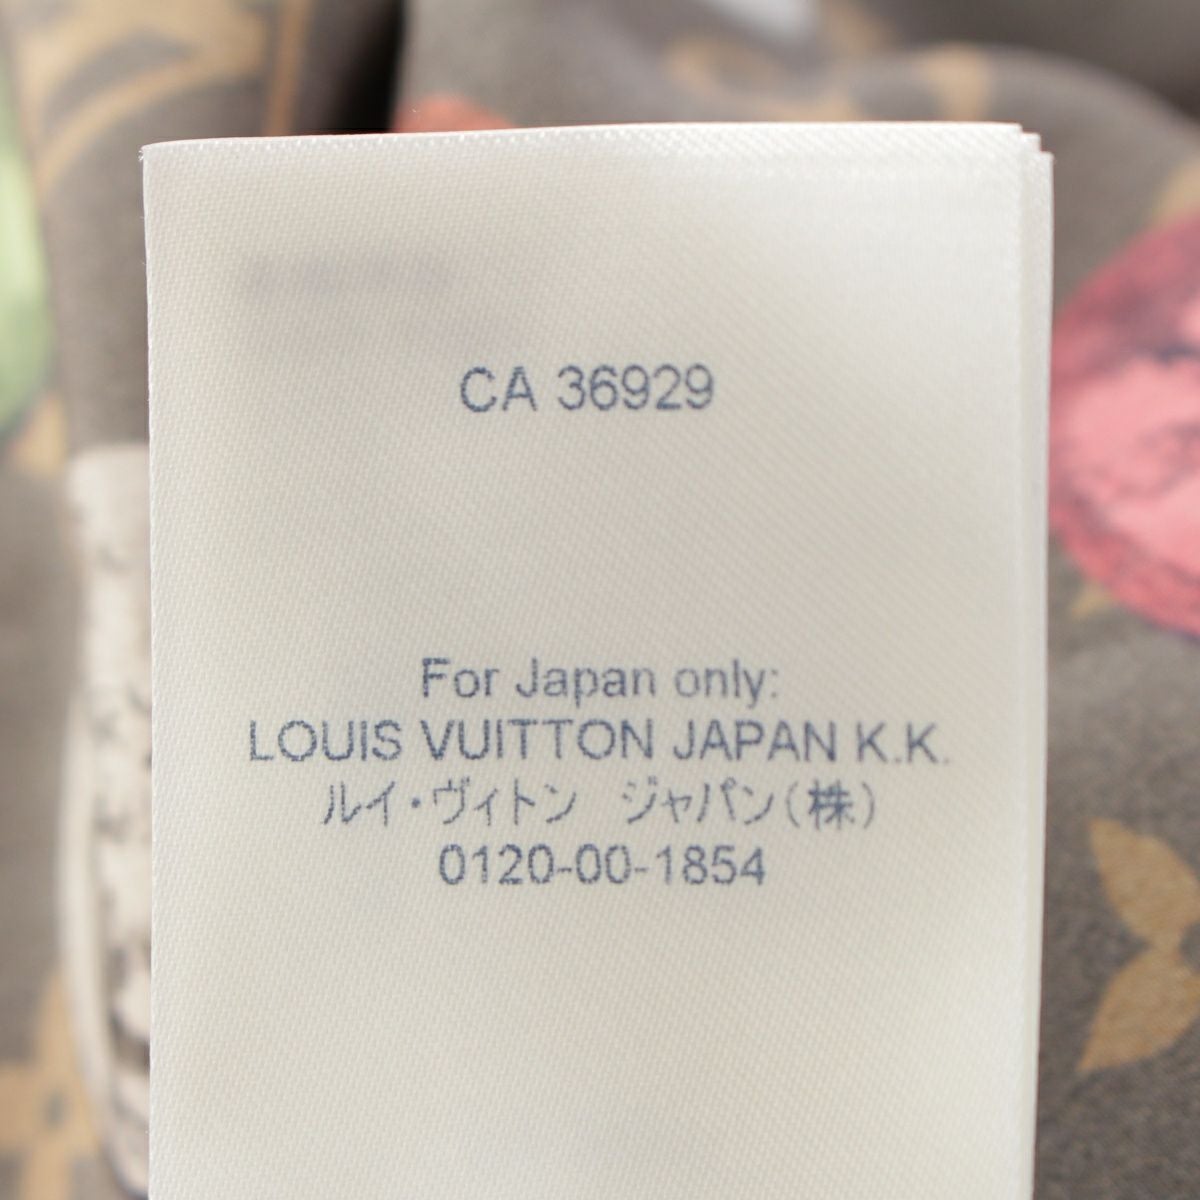 CA 36929
For Japan only:
LOUIS VUITTON JAPAN K.K.
ルイ・ヴィトン　ジャパン(株)
0120-00-1854